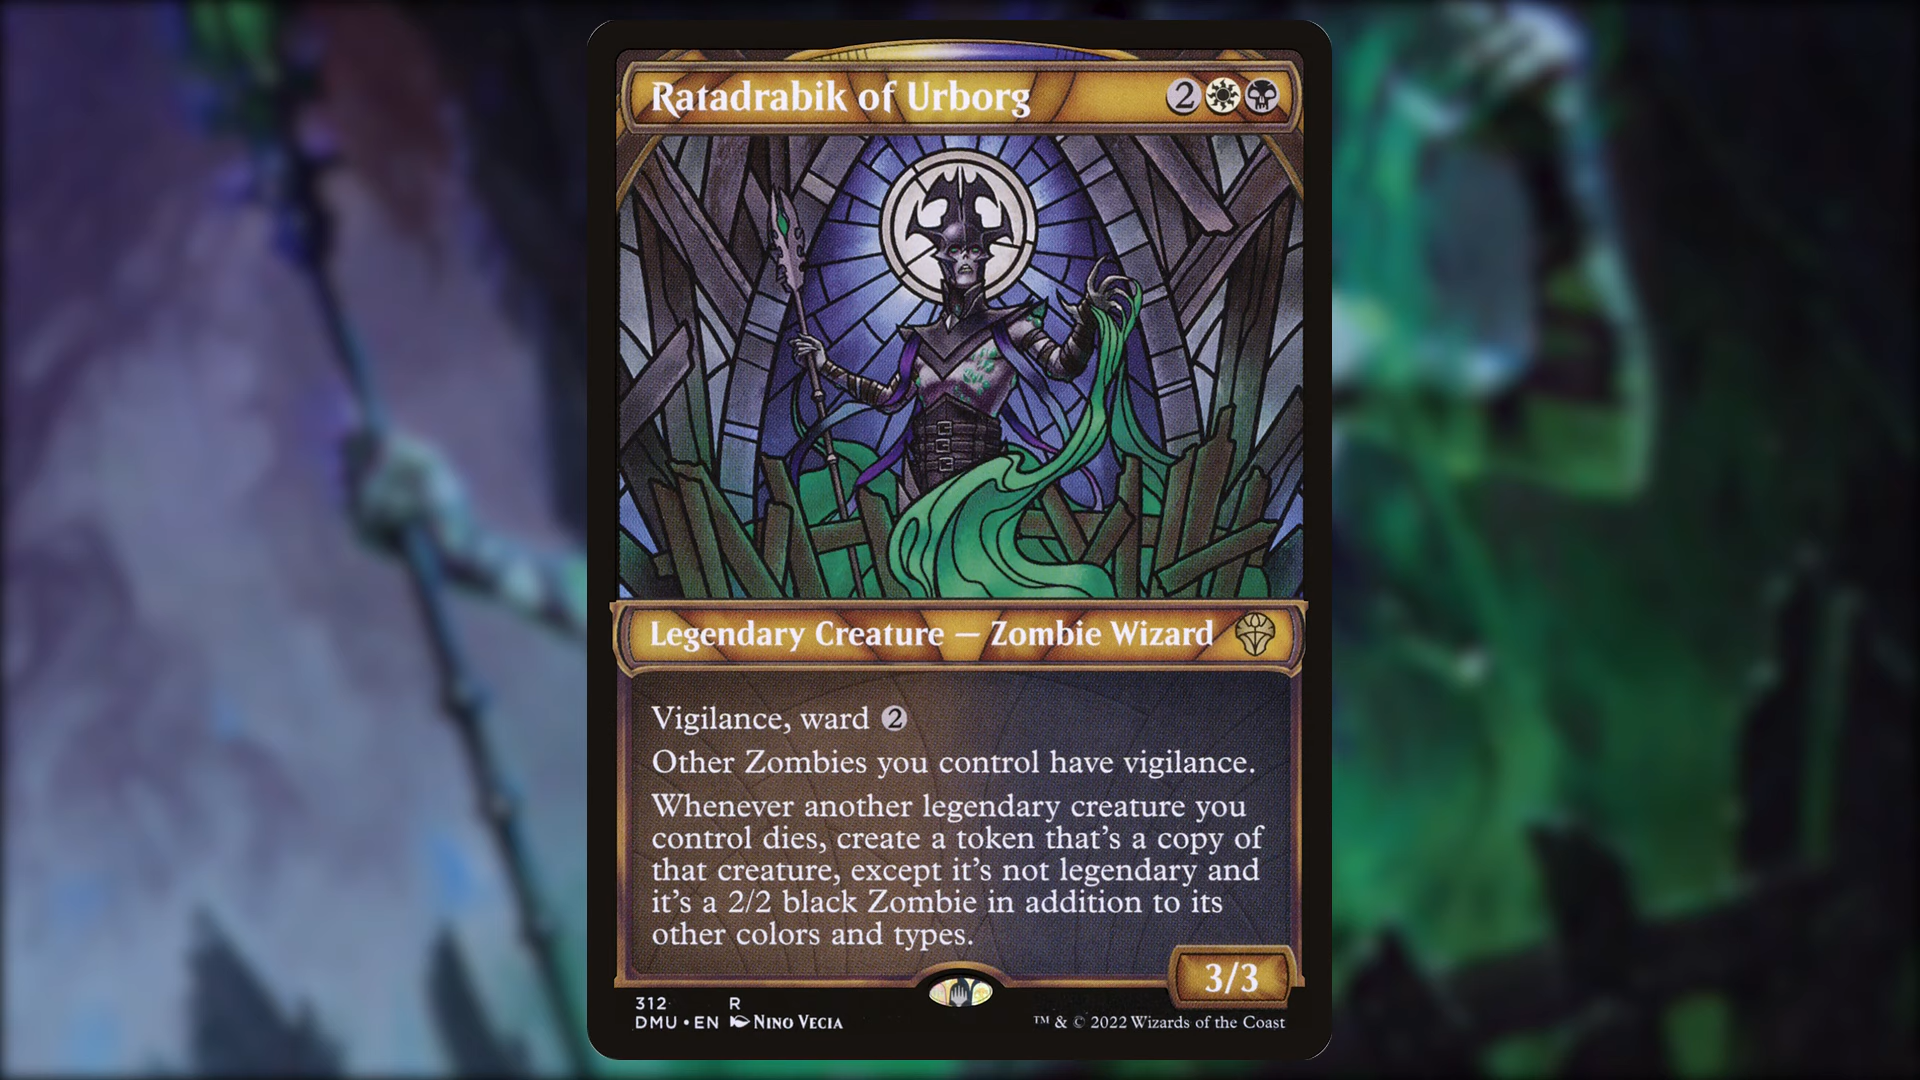 Ratadrabik of Urborg 2
Legendary Creature — Zombie Wizard
Vigilance, ward 2
Other Zombies you control have vigilance.
Whenever another legendary creature you
control dies, create a token that's a copy of
that creature, except it's not legendary and
it's a 2/2 black Zombie in addition to its
other colors and types.
3/3
312 R
DMU • EN Nino Vecia
™ & © 2022 Wizards of the Coast